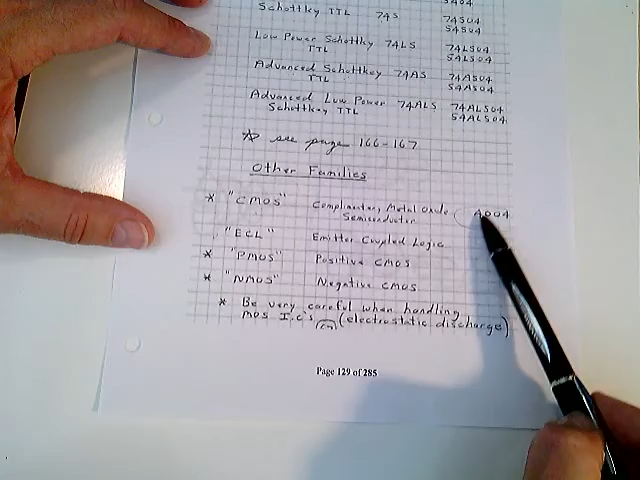 5404
Schottky TTL 74S 74S04
54S04
Low Power Schottky 74LS 74LS04
TTL 54LS04
Advanced Schottkey 74AS 74AS04
TTL 54AS04
Advanced Low Power 74ALS 74ALS04
Schottkey TTL 54ALS04
☆ see page 166-167
Other Families
* "CMOS" Complimentary Metal Oxide 4004
Semiconductor
"ECL" Emitter Coupled Logic
* "PMOS" Positive CMOS
* "NMOS" Negative CMOS
* Be very careful when handling
MOS I.C's (electrostatic discharge)
Page 129 of 285